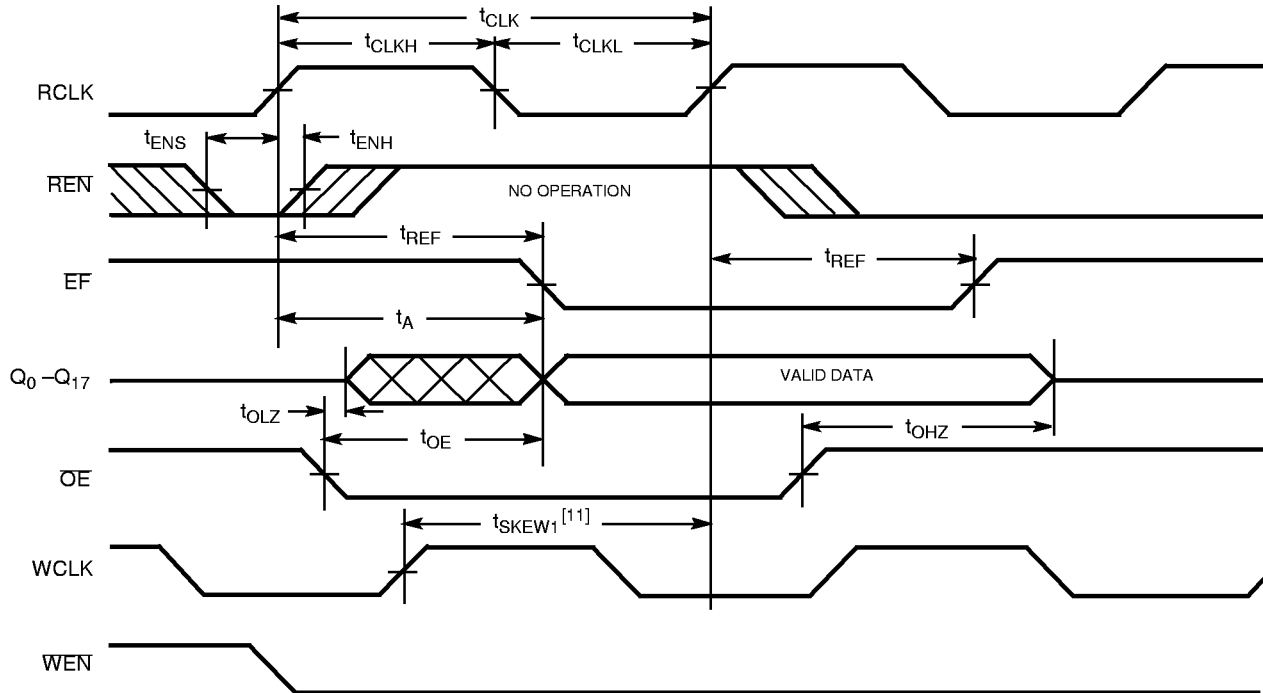 tCLK
tCLKH
tCLKL
RCLK
tENS
tENH
REN
NO OPERATION
tREF
tREF
EF
tA
Q0 –Q17
VALID DATA
tOLZ
tOE
tOHZ
OE
tSKEW1 [11]
WCLK
WEN